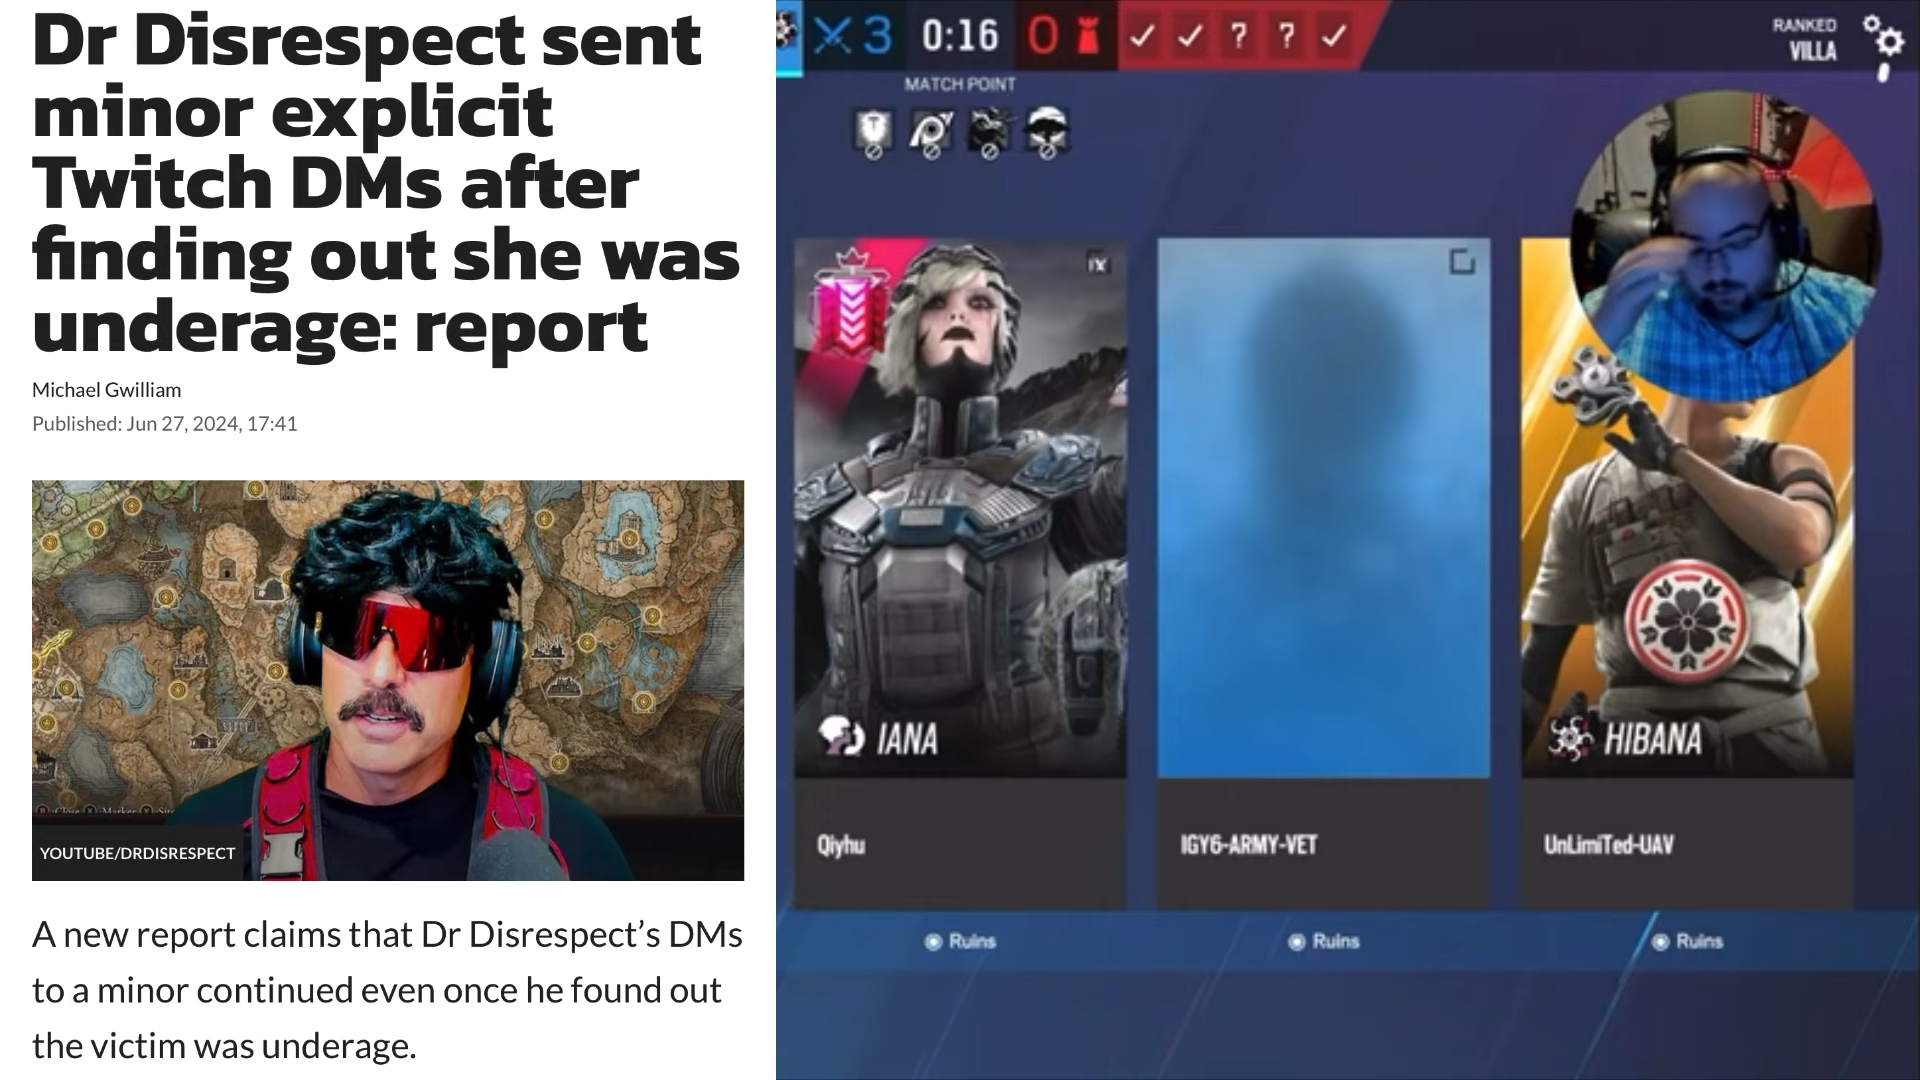 Dr Disrespect sent
minor explicit
Twitch DMs after
finding out she was
underage: report
Michael Gwilliam
Published: Jun 27, 2024, 17:41
YOUTUBE/DRDISRESPECT
A new report claims that Dr Disrespect’s DMs
to a minor continued even once he found out
the victim was underage.
3 0:16 0 ? ?
MATCH POINT
RANKED
VILLA
IANA
HIBANA
Qiyhu
IGY6-ARMY-VET
UnLimiTed-UAV
Ruins
Ruins
Ruins